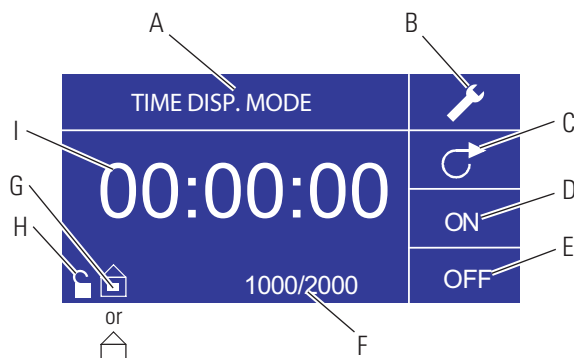 A
B
TIME DISP. MODE
I
C
00:00:00
G
D
ON
H
E
1000/2000
OFF
or
F